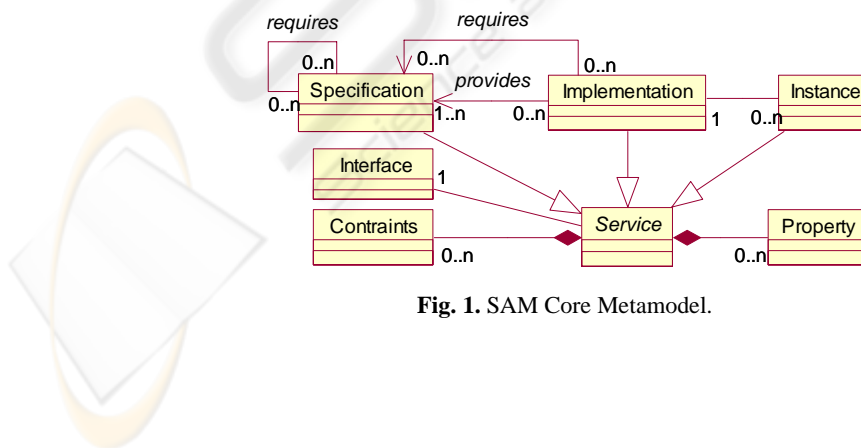 requires
requires
0..n
0..n
0..n
0..n
Specification
provides
Implementation
Instance
1..n
0..n
1
0..n
Interface
1
Contraints
Service
Property
0..n
0..n
Fig. 1. SAM Core Metamodel.